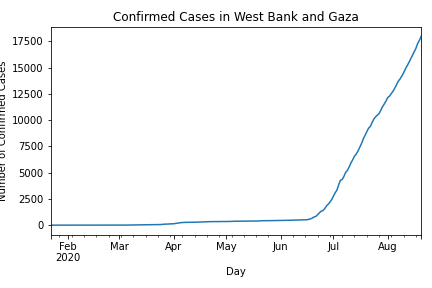 Confirmed Cases in West Bank and Gaza
Number of Confirmed Cases
17500
15000
12500
10000
7500
5000
2500
0
Feb Mar Apr May Jun Jul Aug
2020
Day